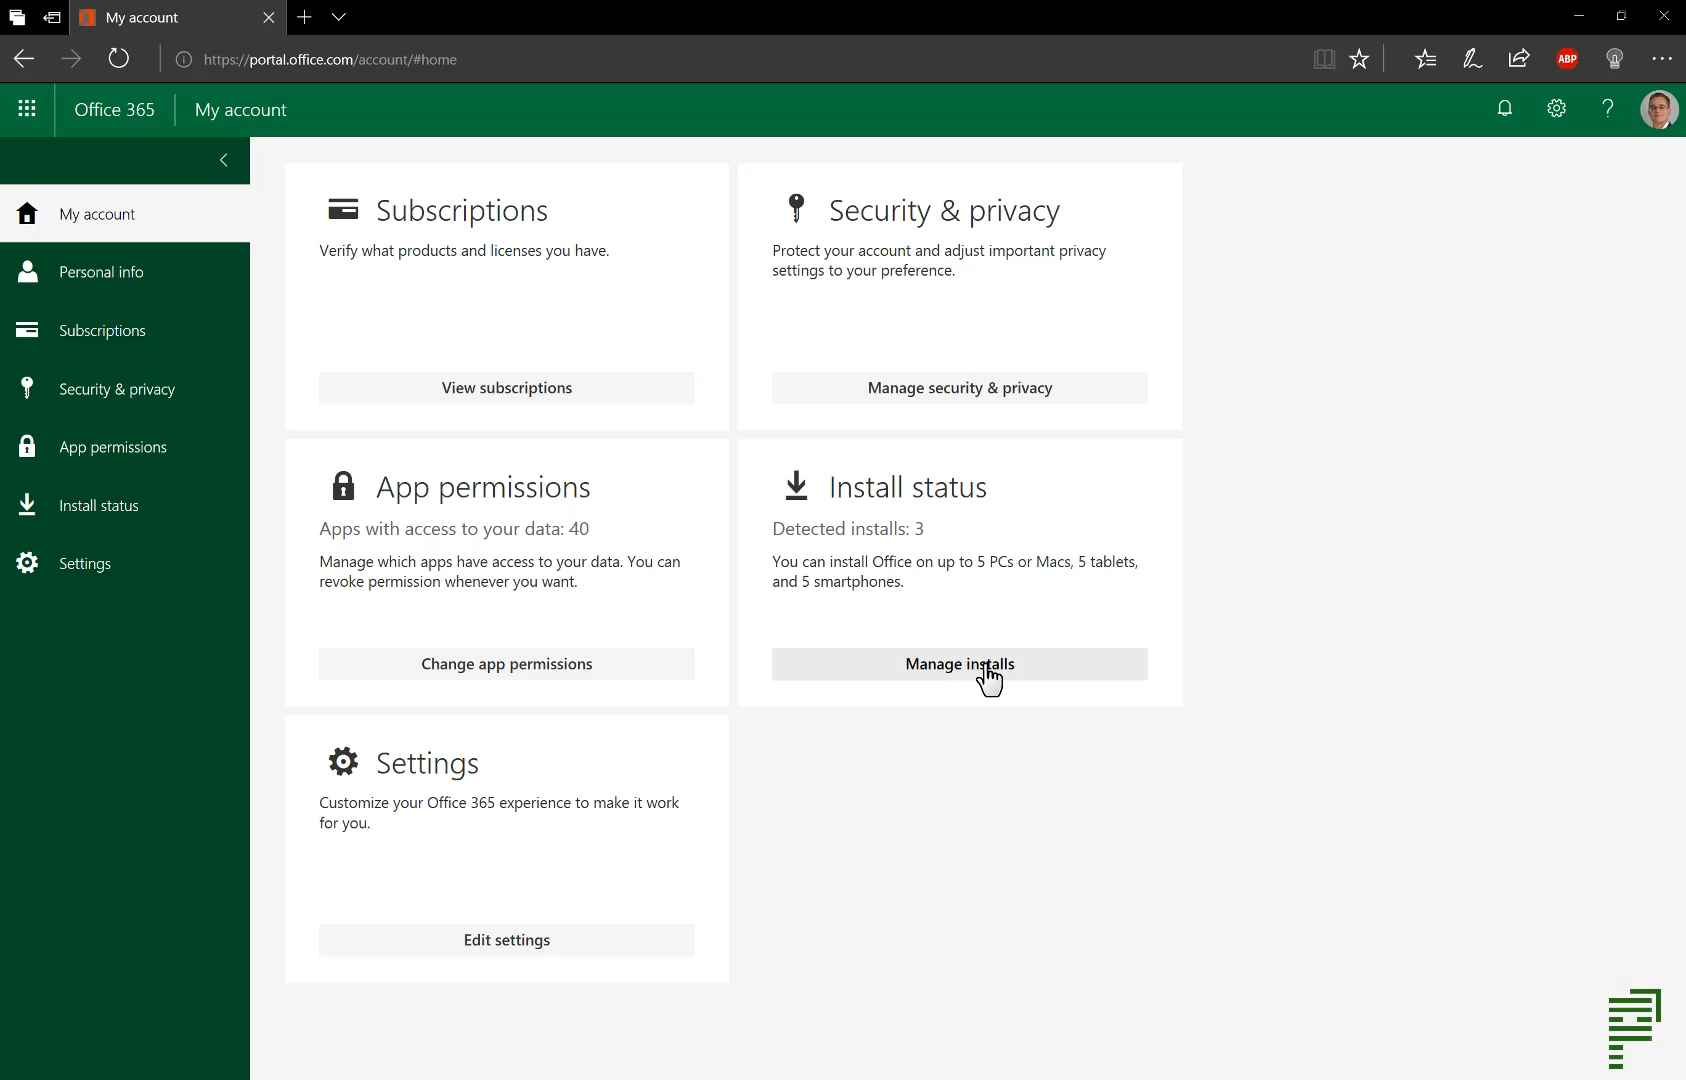 My account
https://portal.office.com/account/#home
ABP
Office 365
My account
?
My account
Personal info
Subscriptions
Security & privacy
App permissions
Install status
Settings
Subscriptions
Verify what products and licenses you have.
View subscriptions
Security & privacy
Protect your account and adjust important privacy
settings to your preference.
Manage security & privacy
App permissions
Apps with access to your data: 40
Manage which apps have access to your data. You can
revoke permission whenever you want.
Change app permissions
Install status
Detected installs: 3
You can install Office on up to 5 PCs or Macs, 5 tablets,
and 5 smartphones.
Manage installs
Settings
Customize your Office 365 experience to make it work
for you.
Edit settings